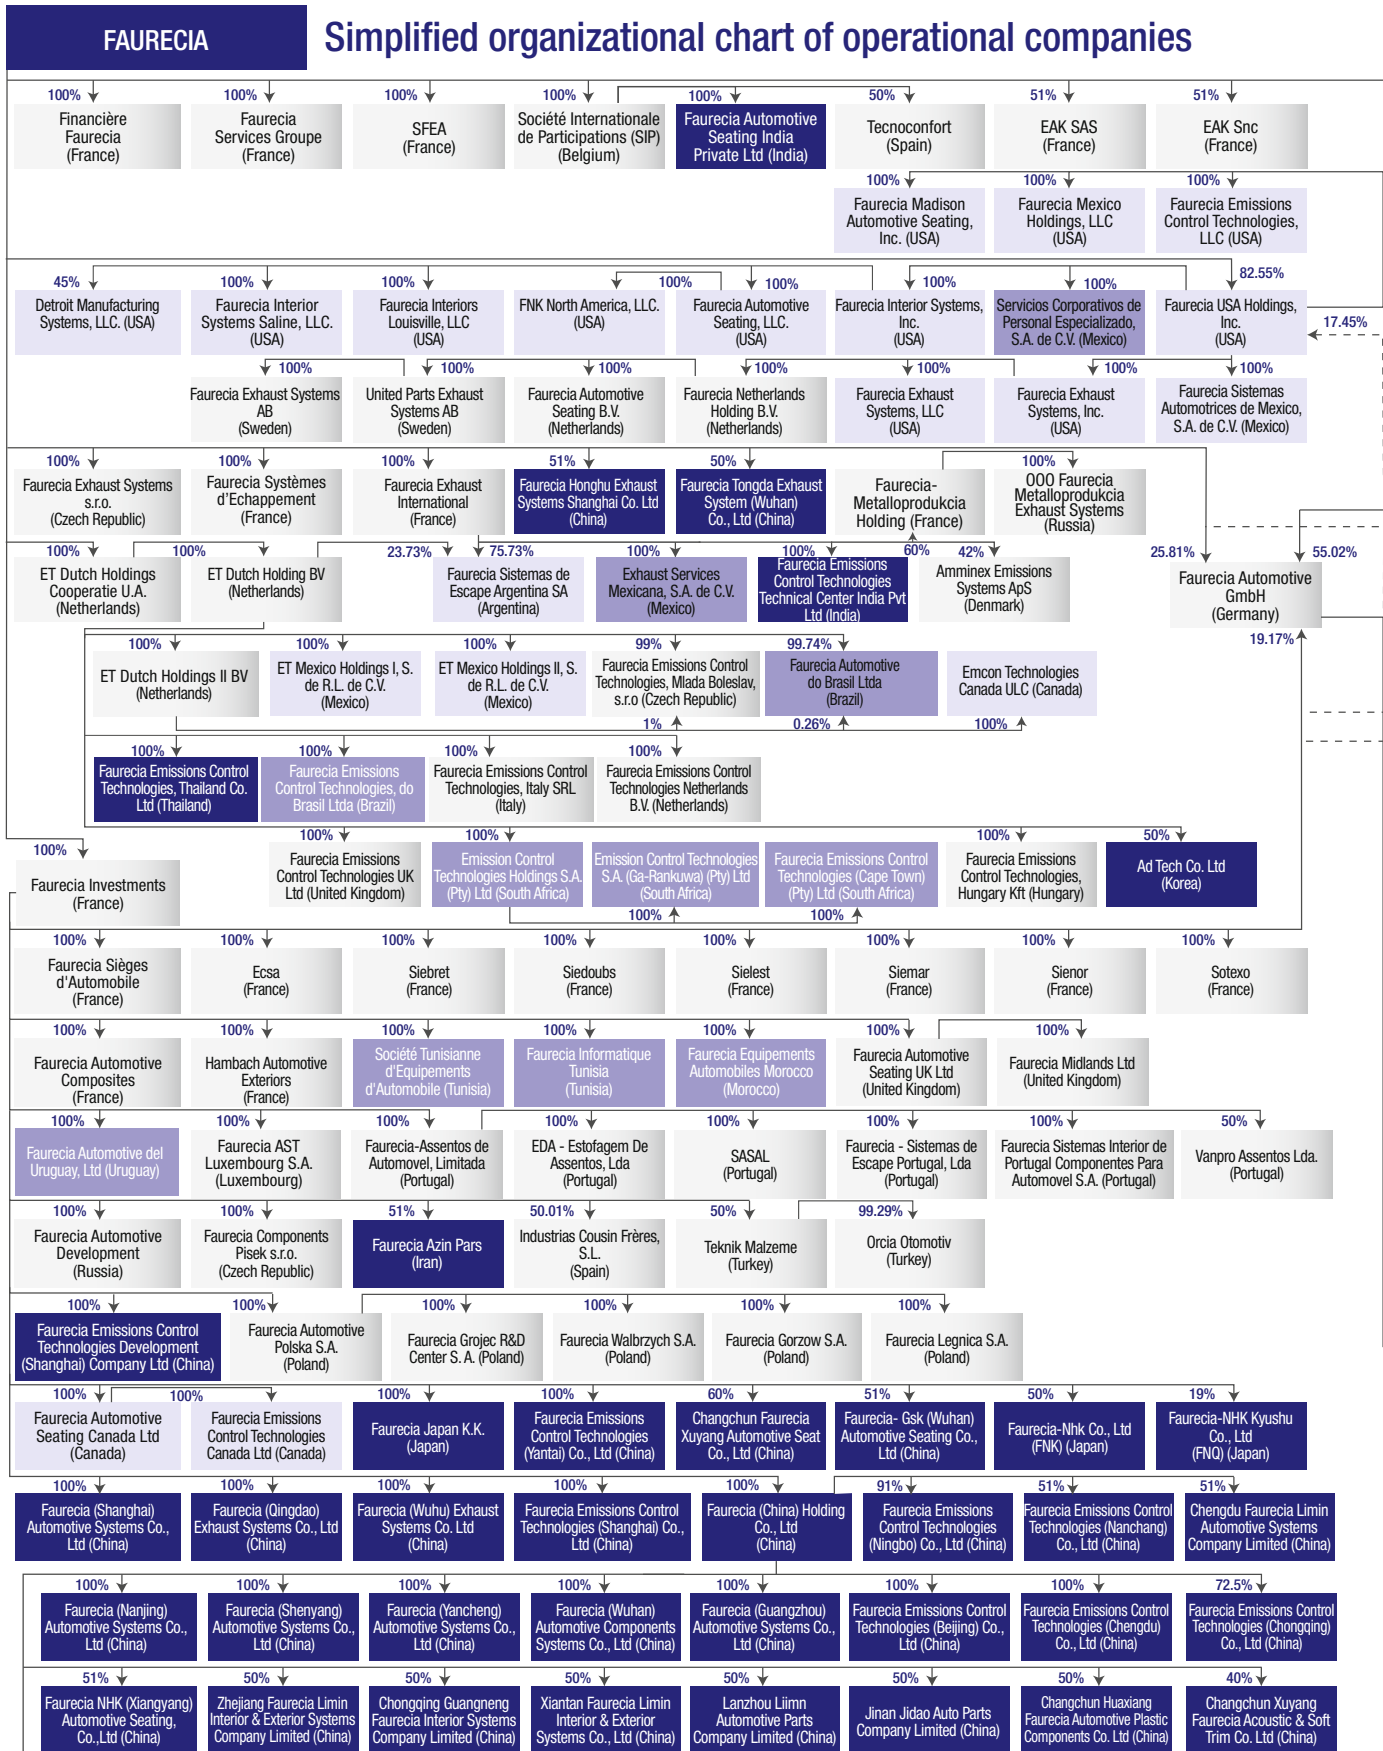 FAURECIA
Simplified organizational chart of operational companies
100%
100%
100%
100%
100%
50%
51%
51%
Financière
Faurecia
(France)
Faurecia
Services Groupe
(France)
SFEA
(France)
Société Internationale
de Participations (SIP)
(Belgium)
Faurecia Automotive
Seating India
Private Ltd (India)
Tecnoconfort
(Spain)
EAK SAS
(France)
EAK Snc
(France)
100%
100%
100%
Faurecia Madison
Automotive Seating,
Inc. (USA)
Faurecia Mexico
Holdings, LLC
(USA)
Faurecia Emissions
Control Technologies,
LLC (USA)
45%
100%
100%
100%
100%
100%
100%
82.55%
Detroit Manufacturing
Systems, LLC. (USA)
Faurecia Interior
Systems Saline, LLC.
(USA)
Faurecia Interiors
Louisville, LLC
(USA)
FNK North America, LLC.
(USA)
Faurecia Automotive
Seating, LLC.
(USA)
Faurecia Interior Systems,
Inc.
(USA)
Servicios Corporativos de
Personal Especializado,
S.A. de C.V. (Mexico)
Faurecia USA Holdings,
Inc.
(USA)
17.45%
100%
100%
100%
100%
100%
100%
100%
Faurecia Exhaust Systems
AB
(Sweden)
United Parts Exhaust
Systems AB
(Sweden)
Faurecia Automotive
Seating B.V.
(Netherlands)
Faurecia Netherlands
Holding B.V.
(Netherlands)
Faurecia Exhaust
Systems, LLC
(USA)
Faurecia Exhaust
Systems, Inc.
(USA)
Faurecia Sistemas
Automotrices de Mexico,
S.A. de C.V. (Mexico)
100%
100%
100%
51%
50%
100%
Faurecia Exhaust Systems
s.r.o.
(Czech Republic)
Faurecia Systèmes
d'Echappement
(France)
Faurecia Exhaust
International
(France)
Faurecia Honghu Exhaust
Systems Shanghai Co. Ltd
(China)
Faurecia Tongda Exhaust
System (Wuhan)
Co., Ltd (China)
Faurecia-
Metalloprodukcia
Holding (France)
OOO Faurecia
Metalloprodukcia
Exhaust Systems
(Russia)
100%
100%
23.73%
75.73%
100%
100%
60%
42%
25.81%
55.02%
ET Dutch Holdings
Cooperatie U.A.
(Netherlands)
ET Dutch Holding BV
(Netherlands)
Faurecia Sistemas de
Escape Argentina SA
(Argentina)
Exhaust Services
Mexicana, S.A. de C.V.
(Mexico)
Faurecia Emissions
Control Technologies
Technical Center India Pvt
Ltd (India)
Amminex Emissions
Systems ApS
(Denmark)
Faurecia Automotive
GmbH
(Germany)
19.17%
100%
100%
100%
99%
99.74%
ET Dutch Holdings II BV
(Netherlands)
ET Mexico Holdings I, S.
de R.L. de C.V.
(Mexico)
ET Mexico Holdings II, S.
de R.L. de C.V.
(Mexico)
Faurecia Emissions Control
Technologies, Mlada Boleslav,
s.r.o (Czech Republic)
Faurecia Automotive
do Brasil Ltda
(Brazil)
Emcon Technologies
Canada ULC (Canada)
1%
0.26%
100%
100%
100%
100%
100%
Faurecia Emissions Control
Technologies, Thailand Co.
Ltd (Thailand)
Faurecia Emissions
Control Technologies, do
Brasil Ltda (Brazil)
Faurecia Emissions Control
Technologies, Italy SRL
(Italy)
Faurecia Emissions Control
Technologies Netherlands
B.V. (Netherlands)
100%
100%
100%
100%
50%
Faurecia Investments
(France)
Faurecia Emissions
Control Technologies UK
Ltd (United Kingdom)
Emission Control
Technologies Holdings S.A.
(Pty) Ltd (South Africa)
Emission Control Technologies
S.A. (Ga-Rankuwa) (Pty) Ltd
(South Africa)
Faurecia Emissions Control
Technologies (Cape Town)
(Pty) Ltd (South Africa)
Faurecia Emissions
Control Technologies,
Hungary Kft (Hungary)
Ad Tech Co. Ltd
(Korea)
100%
100%
100%
100%
100%
100%
100%
100%
100%
100%
Faurecia Sièges
d'Automobile
(France)
Ecsa
(France)
Siebret
(France)
Siedoubs
(France)
Sielest
(France)
Siemar
(France)
Sienor
(France)
Sotexo
(France)
100%
100%
100%
100%
100%
100%
100%
Faurecia Automotive
Composites
(France)
Hambach Automotive
Exteriors
(France)
Société Tunisianne
d'Equipements
d'Automobile (Tunisia)
Faurecia Informatique
Tunisia
(Tunisia)
Faurecia Equipements
Automobiles Morocco
(Morocco)
Faurecia Automotive
Seating UK Ltd
(United Kingdom)
Faurecia Midlands Ltd
(United Kingdom)
100%
100%
100%
100%
100%
100%
100%
50%
Faurecia Automotive del
Uruguay, Ltd (Uruguay)
Faurecia AST
Luxembourg S.A.
(Luxembourg)
Faurecia-Assentos de
Automovel, Limitada
(Portugal)
EDA - Estofagem De
Assentos, Lda
(Portugal)
SASAL
(Portugal)
Faurecia - Sistemas de
Escape Portugal, Lda
(Portugal)
Faurecia Sistemas Interior de
Portugal Componentes Para
Automovel S.A. (Portugal)
Vanpro Assentos Lda.
(Portugal)
100%
100%
51%
50.01%
50%
99.29%
Faurecia Automotive
Development
(Russia)
Faurecia Components
Pisek s.r.o.
(Czech Republic)
Faurecia Azin Pars
(Iran)
Industrias Cousin Frères,
S.L.
(Spain)
Teknik Malzeme
(Turkey)
Orcia Otomotiv
(Turkey)
100%
100%
100%
100%
100%
100%
Faurecia Emissions Control
Technologies Development
(Shanghai) Company Ltd (China)
Faurecia Automotive
Polska S.A.
(Poland)
Faurecia Grojec R&D
Center S. A. (Poland)
Faurecia Walbrzych S.A.
(Poland)
Faurecia Gorzow S.A.
(Poland)
Faurecia Legnica S.A.
(Poland)
100%
100%
100%
100%
60%
51%
50%
19%
Faurecia Automotive
Seating Canada Ltd
(Canada)
Faurecia Emissions
Control Technologies
Canada Ltd (Canada)
Faurecia Japan K.K.
(Japan)
Faurecia Emissions
Control Technologies
(Yantai) Co., Ltd (China)
Changchun Faurecia
Xuyang Automotive Seat
Co., Ltd (China)
Faurecia- Gsk (Wuhan)
Automotive Seating Co.,
Ltd (China)
Faurecia-Nhk Co., Ltd
(FNK) (Japan)
Faurecia-NHK Kyushu
Co., Ltd
(FNQ) (Japan)
100%
100%
100%
100%
100%
91%
51%
51%
Faurecia (Shanghai)
Automotive Systems Co.,
Ltd (China)
Faurecia (Qingdao)
Exhaust Systems Co., Ltd
(China)
Faurecia (Wuhu) Exhaust
Systems Co. Ltd
(China)
Faurecia Emissions Control
Technologies (Shanghai) Co.,
Ltd (China)
Faurecia (China) Holding
Co., Ltd
(China)
Faurecia Emissions
Control Technologies
(Ningbo) Co., Ltd (China)
Faurecia Emissions Control
Technologies (Nanchang)
Co., Ltd (China)
Chengdu Faurecia Limin
Automotive Systems
Company Limited (China)
100%
100%
100%
100%
100%
100%
100%
72.5%
Faurecia (Nanjing)
Automotive Systems Co.,
Ltd (China)
Faurecia (Shenyang)
Automotive Systems Co.,
Ltd (China)
Faurecia (Yancheng)
Automotive Systems Co.,
Ltd (China)
Faurecia (Wuhan)
Automotive Components
Systems Co., Ltd (China)
Faurecia (Guangzhou)
Automotive Systems Co.,
Ltd (China)
Faurecia Emissions Control
Technologies (Beijing) Co.,
Ltd (China)
Faurecia Emissions Control
Technologies (Chengdu)
Co., Ltd (China)
Faurecia Emissions Control
Technologies (Chongqing)
Co., Ltd (China)
51%
50%
50%
50%
50%
50%
50%
40%
Faurecia NHK (Xiangyang)
Automotive Seating,
Co.,Ltd (China)
Zhejiang Faurecia Limin
Interior & Exterior Systems
Company Limited (China)
Chongqing Guangneng
Faurecia Interior Systems
Company Limited (China)
Xiantan Faurecia Limin
Interior & Exterior
Systems Co., Ltd (China)
Lanzhou Liimn
Automotive Parts
Company Limited (China)
Jinan Jidao Auto Parts
Company Limited (China)
Changchun Huaxiang
Faurecia Automotive Plastic
Components Co. Ltd (China)
Changchun Xuyang
Faurecia Acoustic & Soft
Trim Co. Ltd (China)